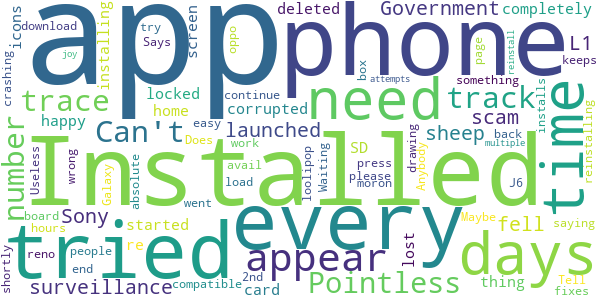 download try Says deleted Government completely
icons app phone oppo screen L1
crashing joy installing box page reinstall keeps
trace locked need track something
happy home corrupted continue attempts installs
number Can't launched sheep scam time
Useless wrong Does easy avail SD press back
Installed work loolipop Waiting please drawing Anybody multiple reinstalling
Galaxy absolute load moron J6
board Sony went every Maybe saying
tried started lost fell days
hours re appear
reno people 2nd Pointless thing Tell
shortly end surveillance compatible card fixes